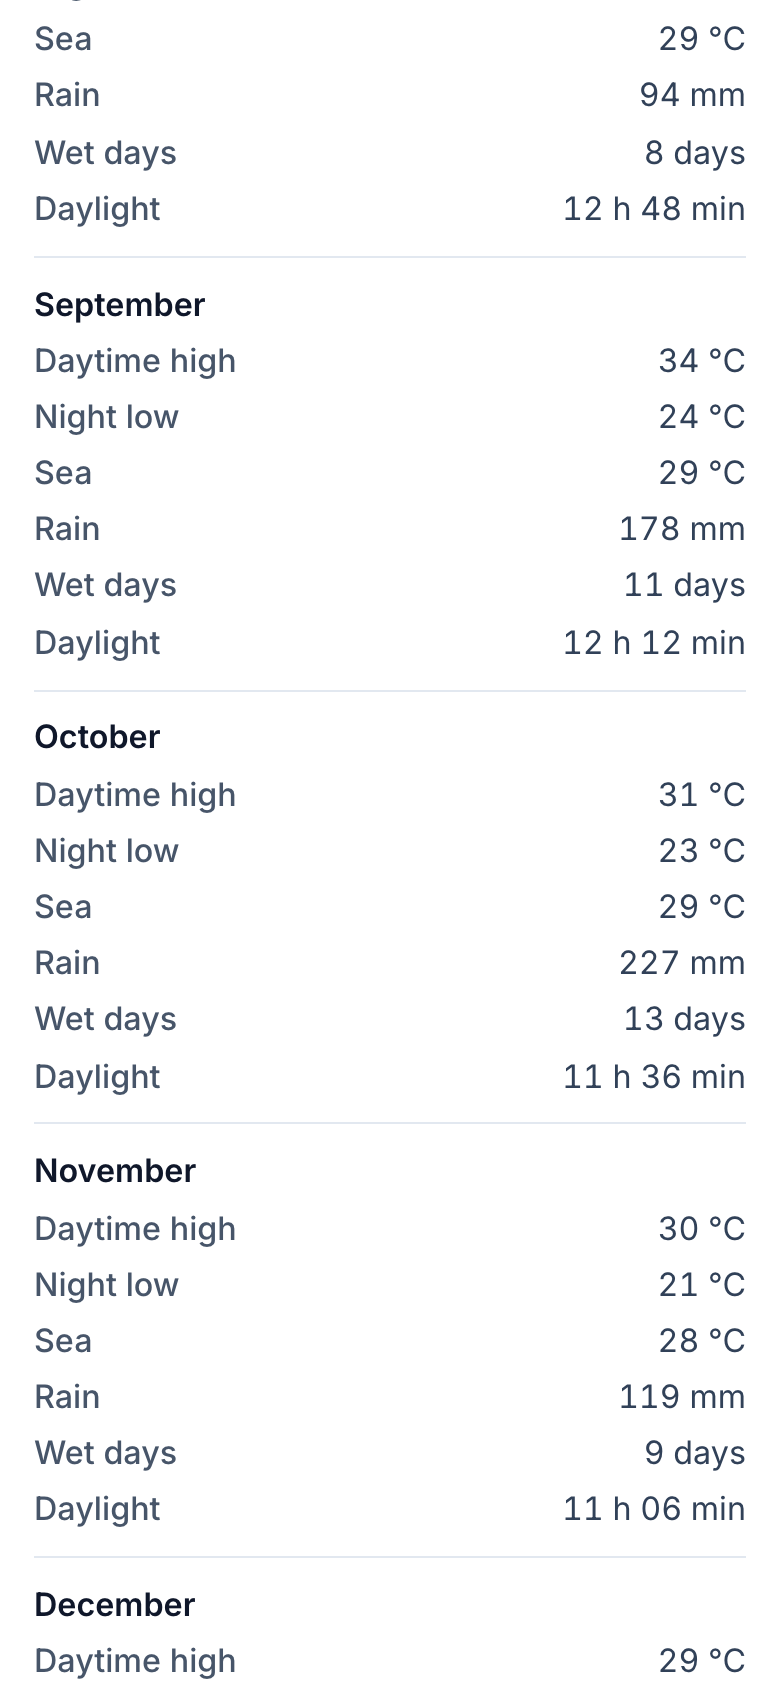 Sea 29 °C
Rain 94 mm
Wet days 8 days
Daylight 12 h 48 min
September
Daytime high 34 °C
Night low 24 °C
Sea 29 °C
Rain 178 mm
Wet days 11 days
Daylight 12 h 12 min
October
Daytime high 31 °C
Night low 23 °C
Sea 29 °C
Rain 227 mm
Wet days 13 days
Daylight 11 h 36 min
November
Daytime high 30 °C
Night low 21 °C
Sea 28 °C
Rain 119 mm
Wet days 9 days
Daylight 11 h 06 min
December
Daytime high 29 °C